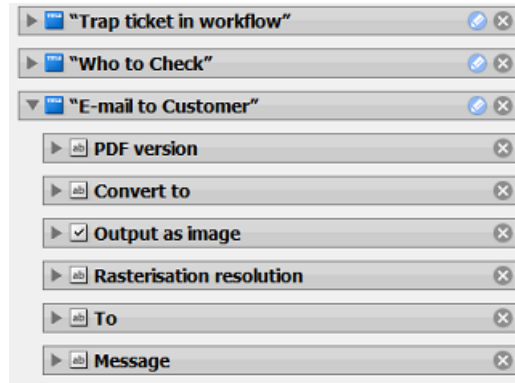 “Trap ticket in workflow”
“Who to Check”
“E-mail to Customer”
PDF version
Convert to
Output as image
Rasterisation resolution
To
Message